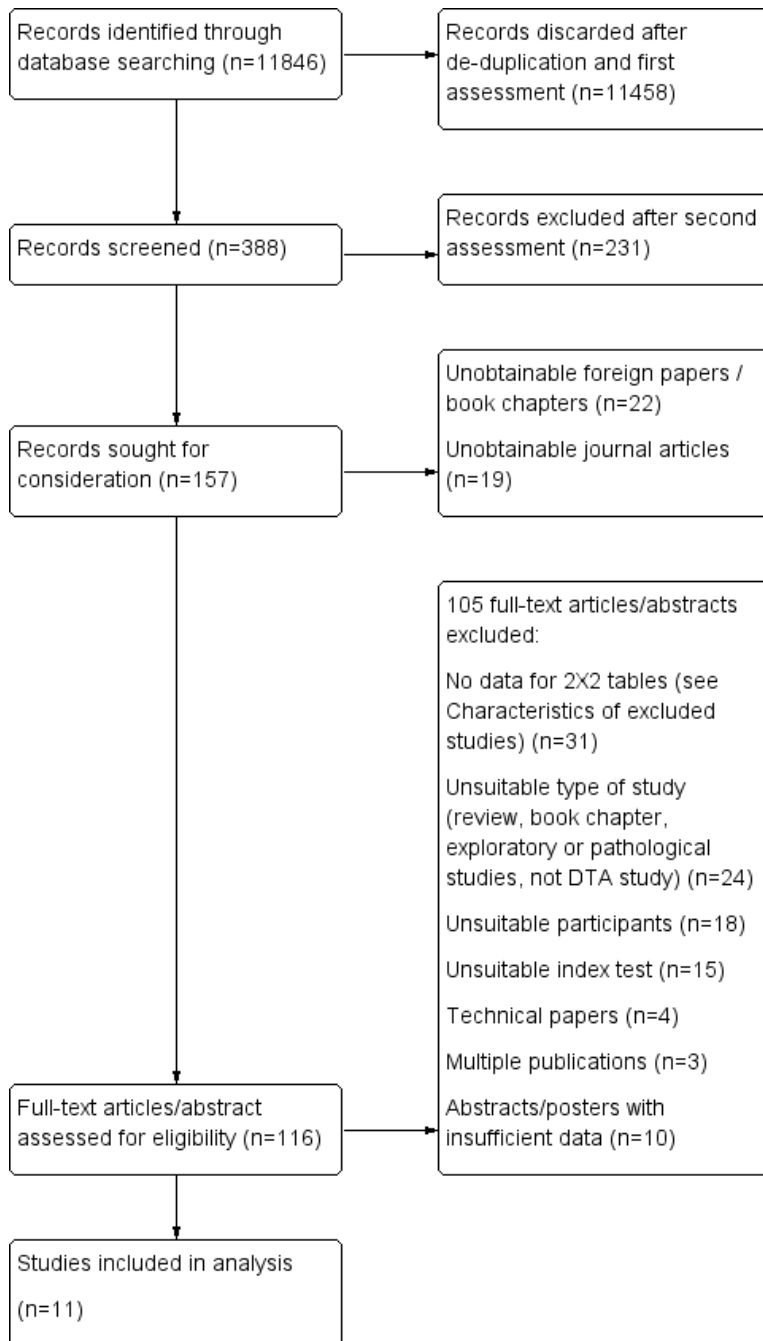 Records identified through
database searching (n=11846)
Records discarded after
de-duplication and first
assessment (n=11458)
Records screened (n=388)
Records excluded after second
assessment (n=231)
Records sought for
consideration (n=157)
Unobtainable foreign papers /
book chapters (n=22)
Unobtainable journal articles
(n=19)
Full-text articles/abstract
assessed for eligibility (n=116)
105 full-text articles/abstracts
excluded:
No data for 2X2 tables (see
Characteristics of excluded
studies) (n=31)
Unsuitable type of study
(review, book chapter,
exploratory or pathological
studies, not DTA study) (n=24)
Unsuitable participants (n=18)
Unsuitable index test (n=15)
Technical papers (n=4)
Multiple publications (n=3)
Abstracts/posters with
insufficient data (n=10)
Studies included in analysis
(n=11)